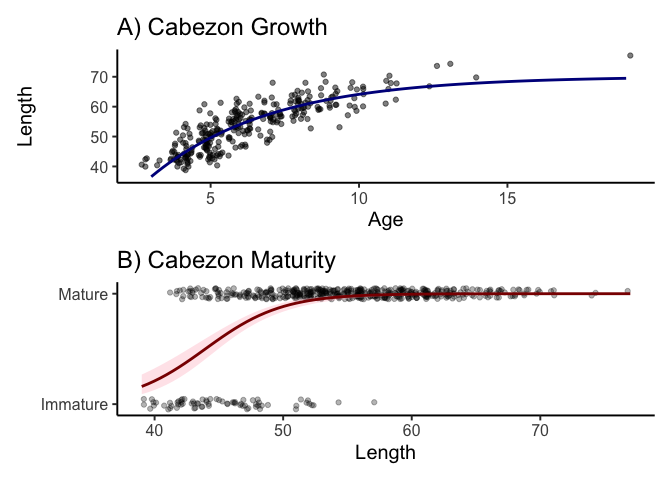 A) Cabezon Growth
Length
70
60
50
40
5 10 15
Age
B) Cabezon Maturity
Mature
Immature
40 50 60 70
Length